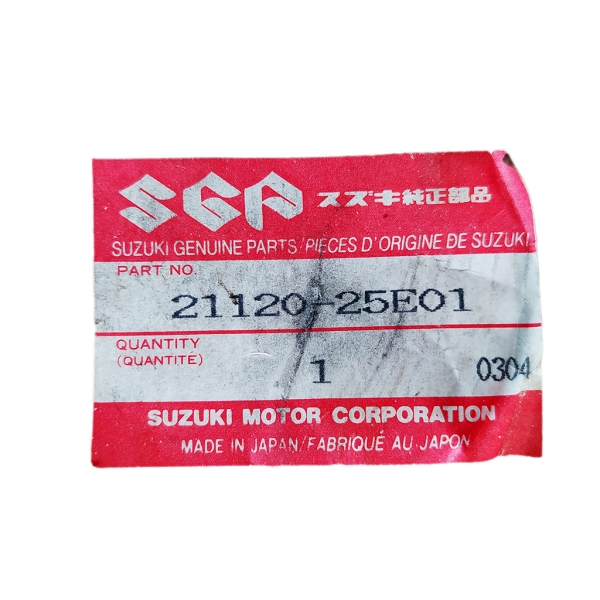 SGP スズキ純正部品
SUZUKI GENUINE PARTS/PIECES D'ORIGINE DE SUZUKI
PART NO.
21120-25E01
QUANTITY
(QUANTITE)
1 0304
SUZUKI MOTOR CORPORATION
MADE IN JAPAN/FABRIQUÉ AU JAPON